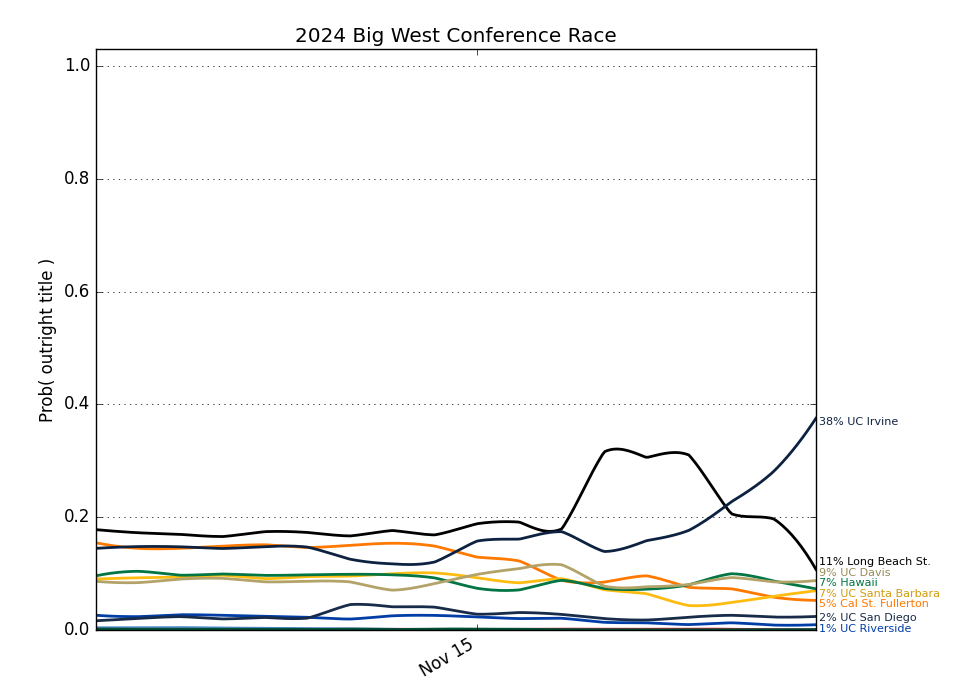 2024 Big West Conference Race
Prob( outright title )
1.0
0.8
0.6
0.4
0.2
0.0
Nov 15
38% UC Irvine
11% Long Beach St.
9% UC Davis
7% Hawaii
7% UC Santa Barbara
5% Cal St. Fullerton
2% UC San Diego
1% UC Riverside